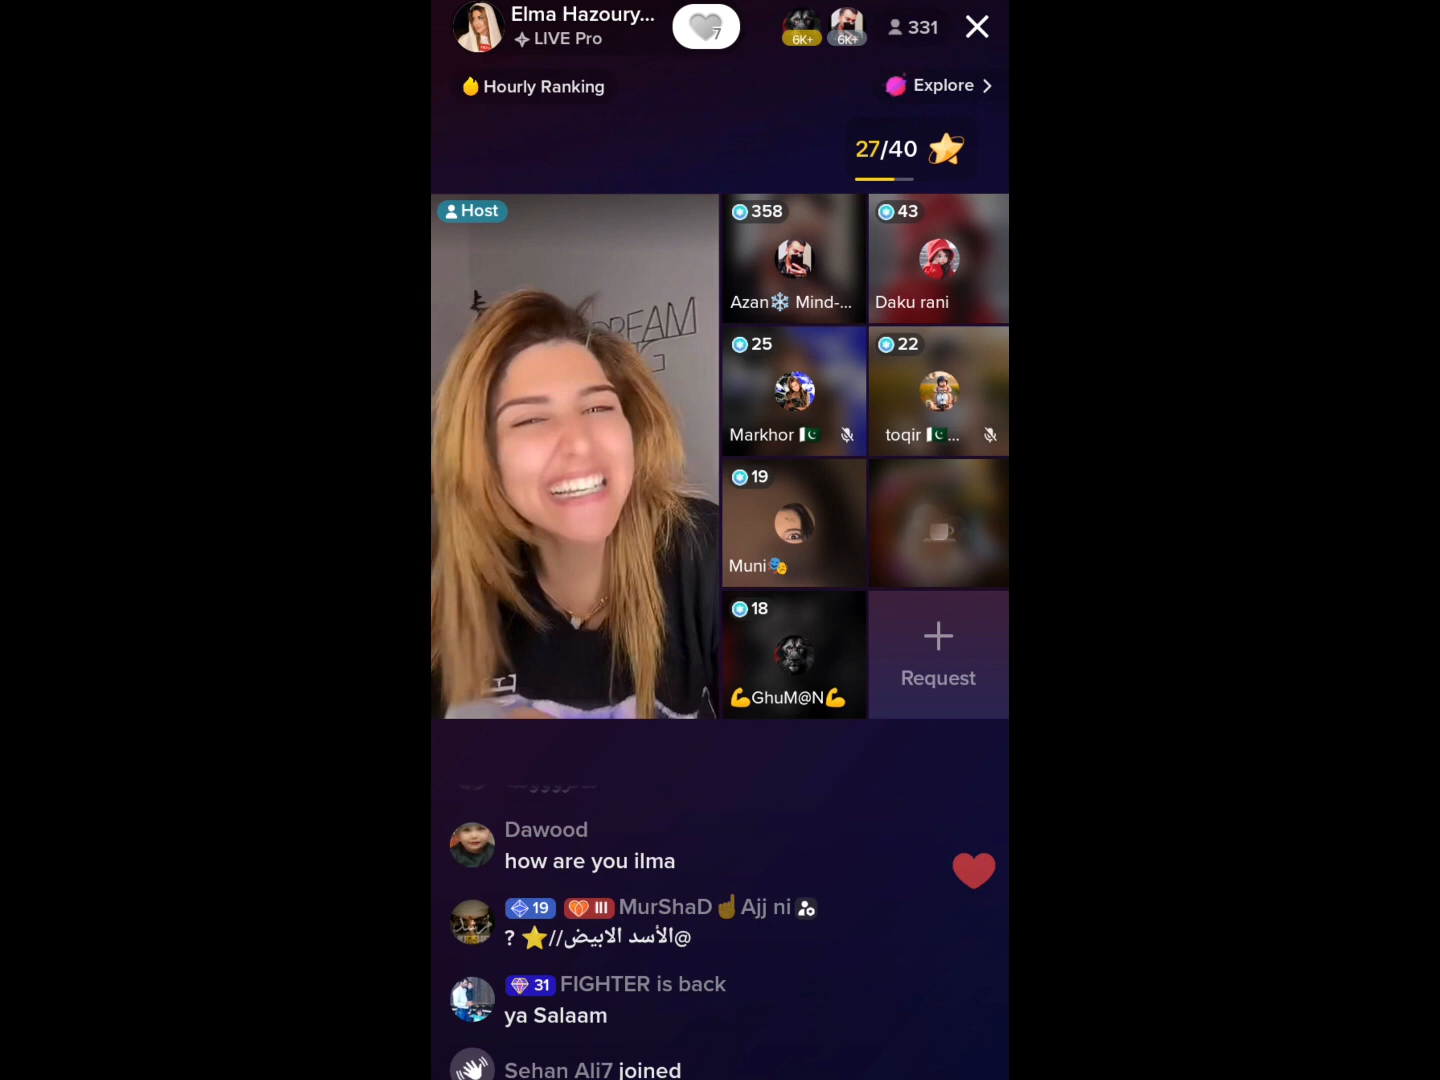 Elma Hazoury...
LIVE Pro
7
6K+
6K+
331
Hourly Ranking
Explore
27/40
Host
DREAM
358
Azan❄️ Mind-...
43
Daku rani
25
Markhor 🇵🇰
22
toqir 🇵🇰...
19
Muni🎭
18
💪GhuM@N💪
Request
Dawood
how are you ilma
19 III MurShaD☝🏾Ajj ni
@الأسد الابيض//⭐ ?
31 FIGHTER is back
ya Salaam
Sehan Ali7 joined